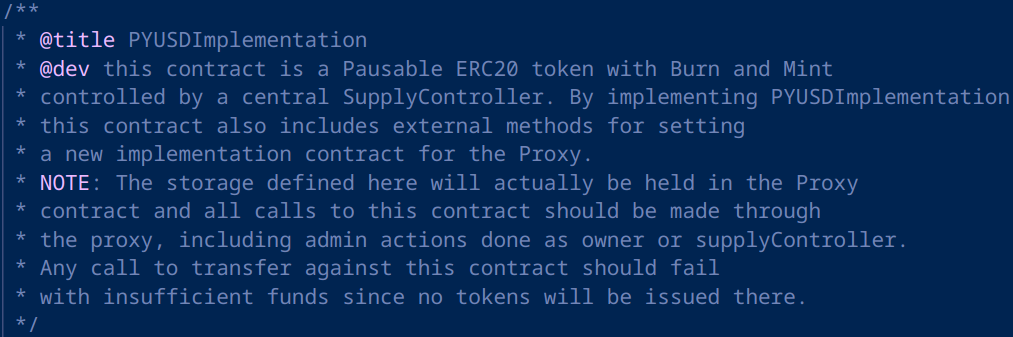 /**
 * @title PYUSDImplementation
 * @dev this contract is a Pausable ERC20 token with Burn and Mint
 * controlled by a central SupplyController. By implementing PYUSDImplementation
 * this contract also includes external methods for setting
 * a new implementation contract for the Proxy.
 * NOTE: The storage defined here will actually be held in the Proxy
 * contract and all calls to this contract should be made through
 * the proxy, including admin actions done as owner or supplyController.
 * Any call to transfer against this contract should fail
 * with insufficient funds since no tokens will be issued there.
 */